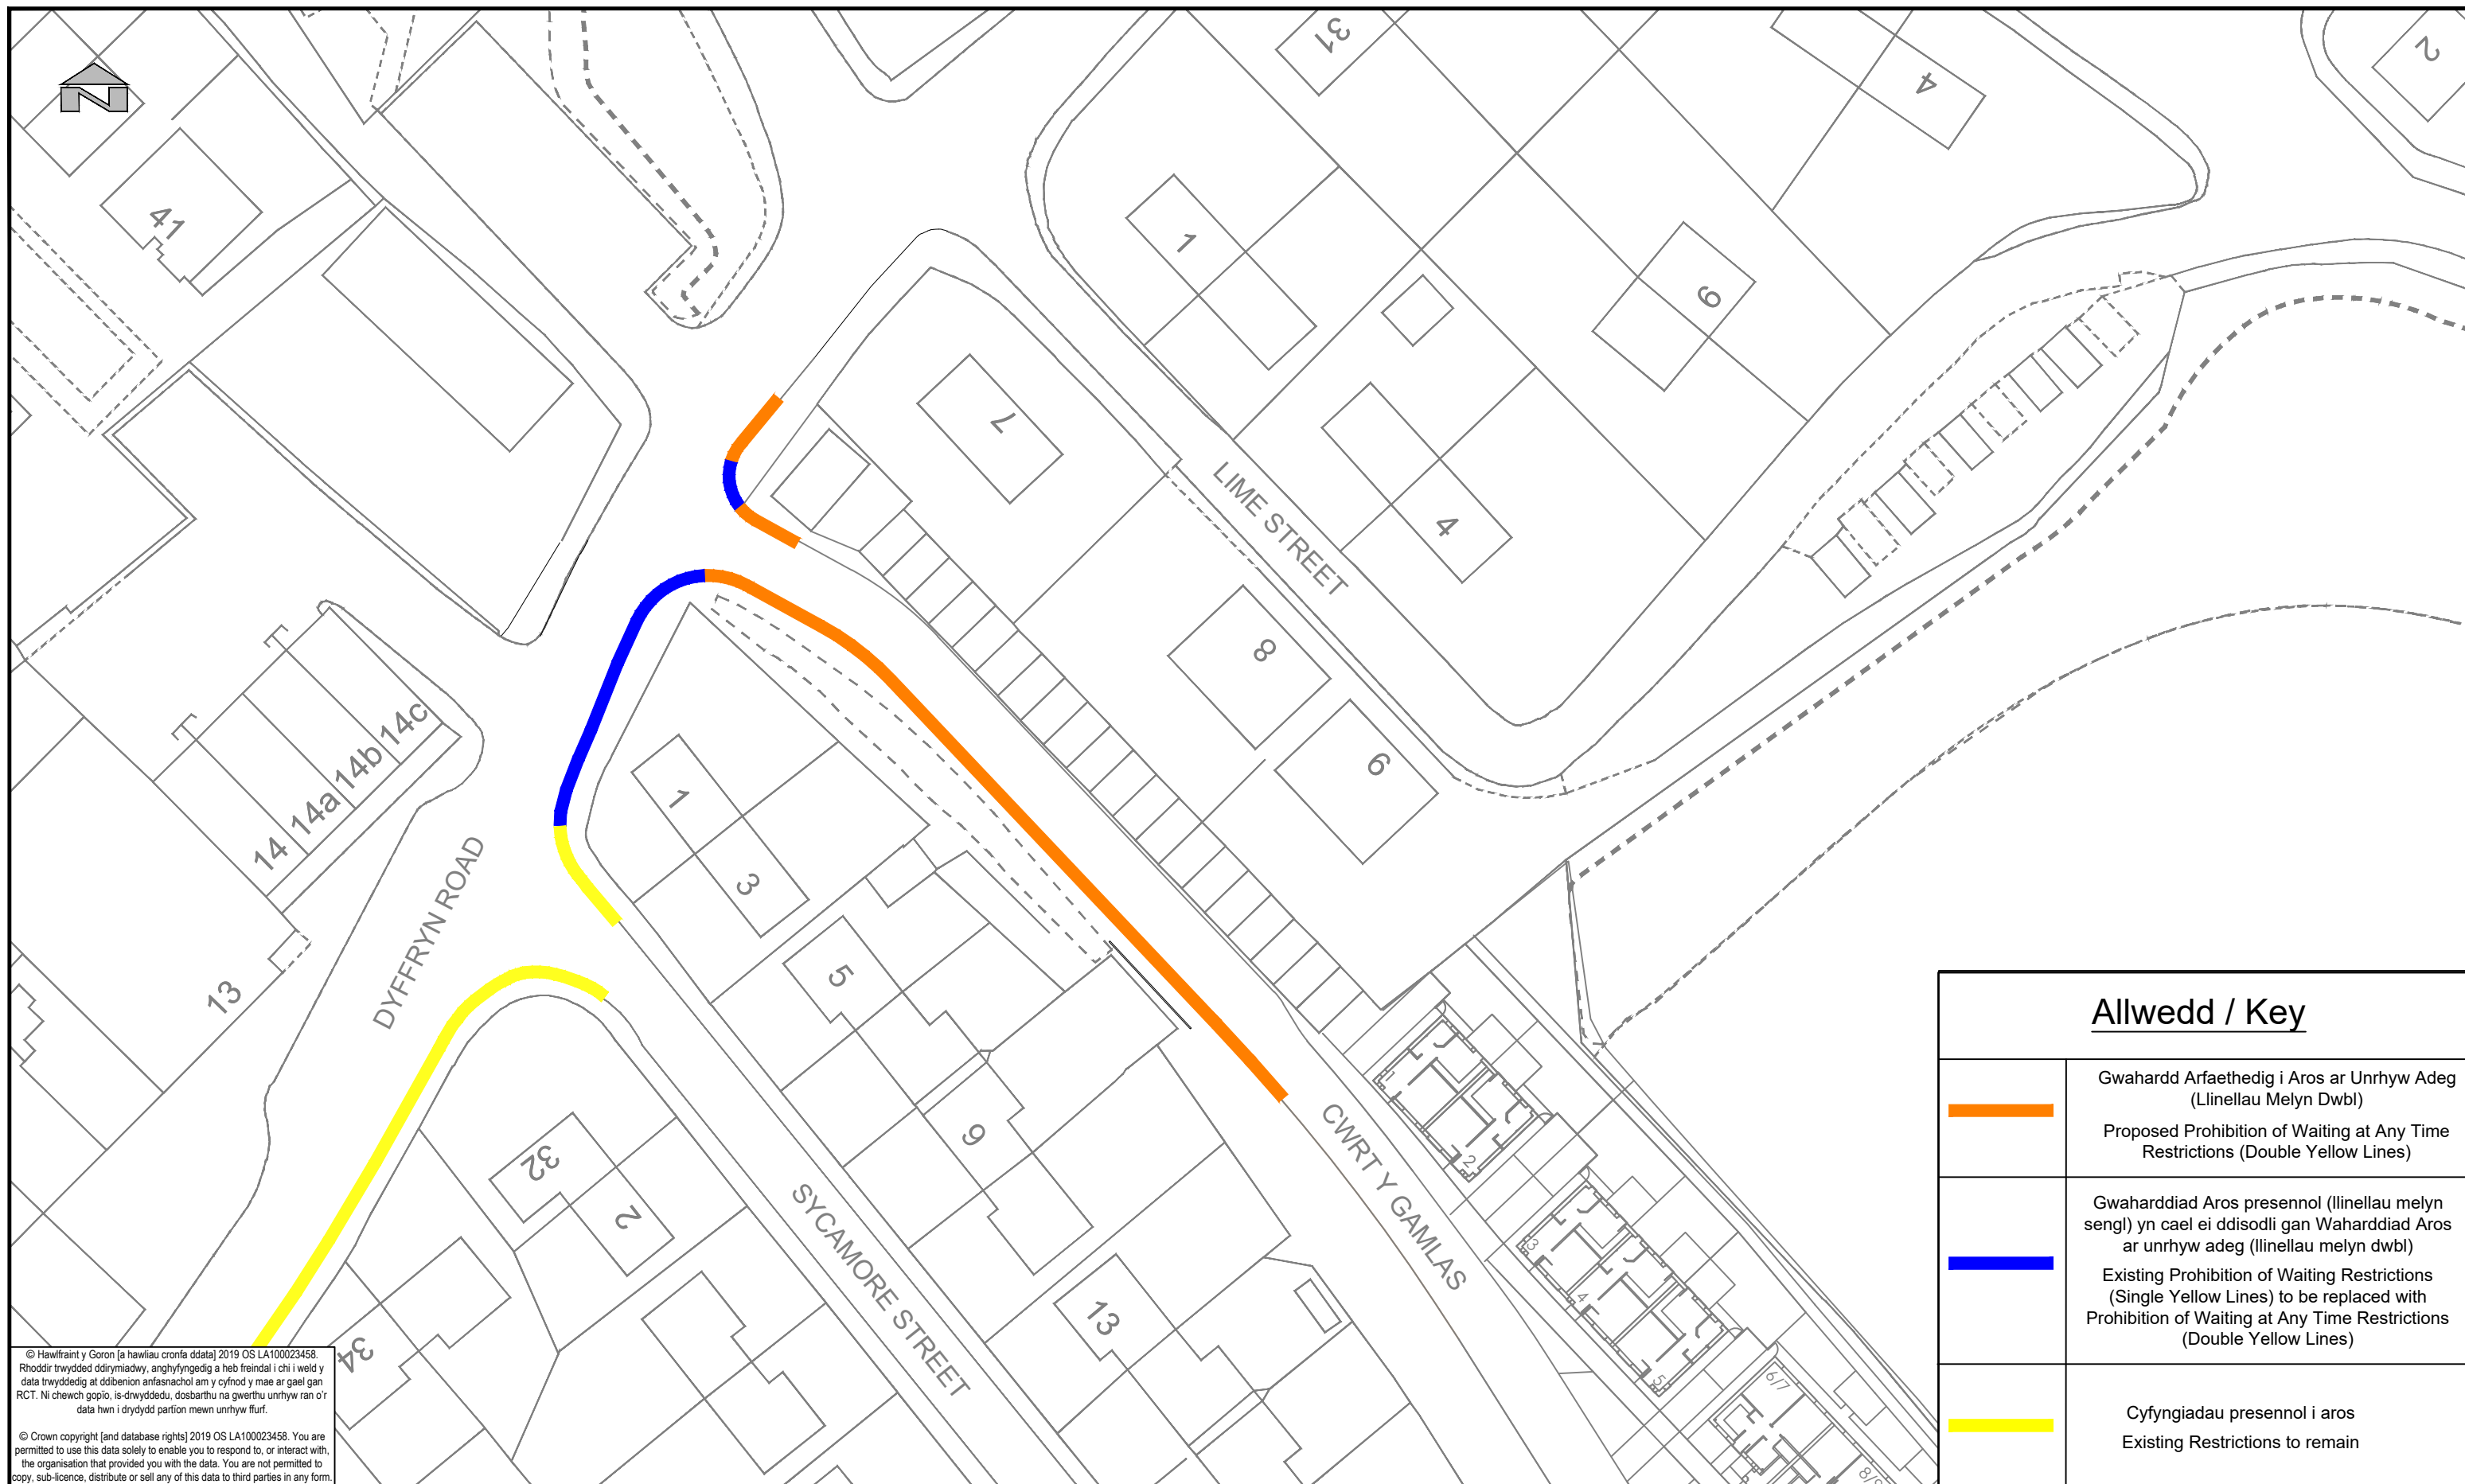 N
31
4
2
41
1
6
7
LIME STREET
4
8
6
14
14a
14b
14c
1
3
5
9
13
DYFFRYN ROAD
13
32
2
34
SYCAMORE STREET
CWRT Y GAMLAS
1
2
3
4
5
6/7
Allwedd / Key
Gwahardd Arfaethedig i Aros ar Unrhyw Adeg
(Llinellau Melyn Dwbl)
Proposed Prohibition of Waiting at Any Time
Restrictions (Double Yellow Lines)
Gwaharddiad Aros presennol (llinellau melyn
sengl) yn cael ei ddisodli gan Waharddiad Aros
ar unrhyw adeg (llinellau melyn dwbl)
Existing Prohibition of Waiting Restrictions
(Single Yellow Lines) to be replaced with
Prohibition of Waiting at Any Time Restrictions
(Double Yellow Lines)
Cyfyngiadau presennol i aros
Existing Restrictions to remain
© Hawlfraint y Goron [a hawliau cronfa ddata] 2019 OS LA100023458.
Rhoddir trwydded ddirymiadwy, anghyfyngedig a heb freindal i chi i weld y
data trwyddedig at ddibenion anfasnachol am y cyfnod y mae ar gael gan
RCT. Ni chewch gopïo, is-drwyddedu, dosbarthu na gwerthu unrhyw ran o'r
data hwn i drydydd partïon mewn unrhyw ffurf.
© Crown copyright [and database rights] 2019 OS LA100023458. You are
permitted to use this data solely to enable you to respond to, or interact with,
the organisation that provided you with the data. You are not permitted to
copy, sub-licence, distribute or sell any of this data to third parties in any form.